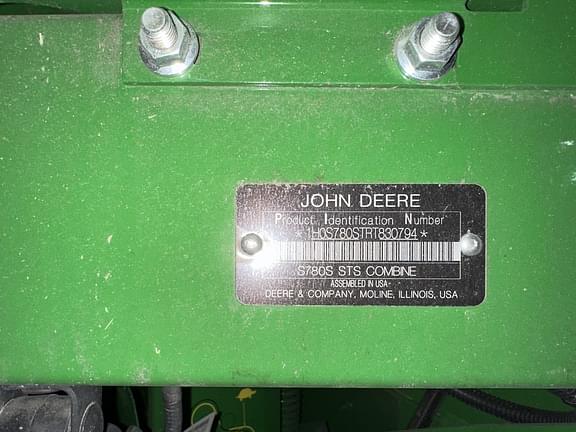 JOHN DEERE
Product Identification Number
*1H0S780STRT830794*
S780S STS COMBINE
ASSEMBLED IN USA
DEERE & COMPANY, MOLINE, ILLINOIS, USA